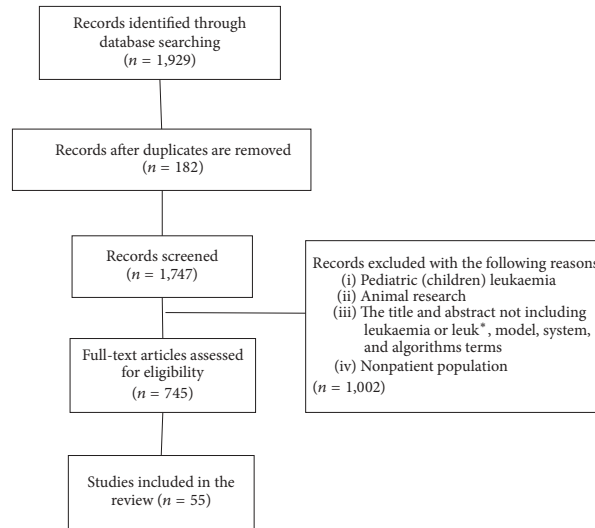 Records identified through
database searching
(n = 1,929)
Records after duplicates are removed
(n = 182)
Records screened
(n = 1,747)
Records excluded with the following reasons
(i) Pediatric (children) leukaemia
(ii) Animal research
(iii) The title and abstract not including
leukaemia or leuk*, model, system,
and algorithms terms
(iv) Nonpatient population
(n = 1,002)
Full-text articles assessed
for eligibility
(n = 745)
Studies included in the
review (n = 55)